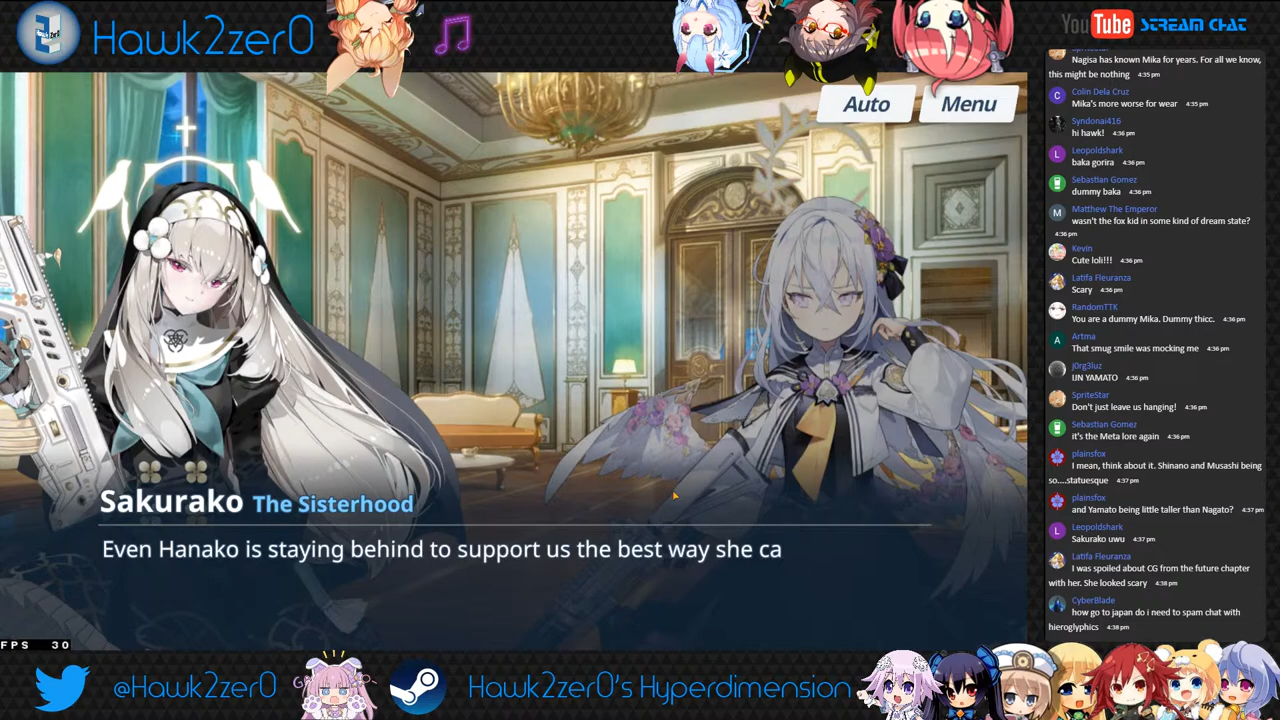 Hawk2zer0
YouTube STREAM CHAT
Auto
Menu
Nagisa has known Mika for years. For all we know,
this might be nothing 4:35 pm
C Colin Dela Cruz
Mika's more worse for wear 4:35 pm
Syndonai416
hi hawk! 4:36 pm
L Leopoldshark
baka gorira 4:36 pm
Sebastian Gomez
dummy baka 4:36 pm
M Matthew The Emperor
wasn't the fox kid in some kind of dream state?
4:36 pm
Kevin
Cute loli!!! 4:36 pm
Latifa Fleuranza
Scary 4:36 pm
RandomTTK
You are a dummy Mika. Dummy thicc. 4:36 pm
A Artma
That smug smile was mocking me 4:36 pm
j0rg3luz
IJN YAMATO 4:36 pm
SpriteStar
Don't just leave us hanging! 4:36 pm
Sebastian Gomez
it's the Meta lore again 4:36 pm
plainsfox
I mean, think about it. Shinano and Musashi being
so....statuesque 4:37 pm
plainsfox
and Yamato being little taller than Nagato? 4:37 pm
L Leopoldshark
Sakurako uwu 4:37 pm
Latifa Fleuranza
I was spoiled about CG from the future chapter
with her. She looked scary 4:38 pm
CyberBlade
how go to japan do i need to spam chat with
hieroglyphics 4:38 pm
Sakurako The Sisterhood
Even Hanako is staying behind to support us the best way she ca
FPS 30
@Hawk2zer0
Hawk2zer0's Hyperdimension